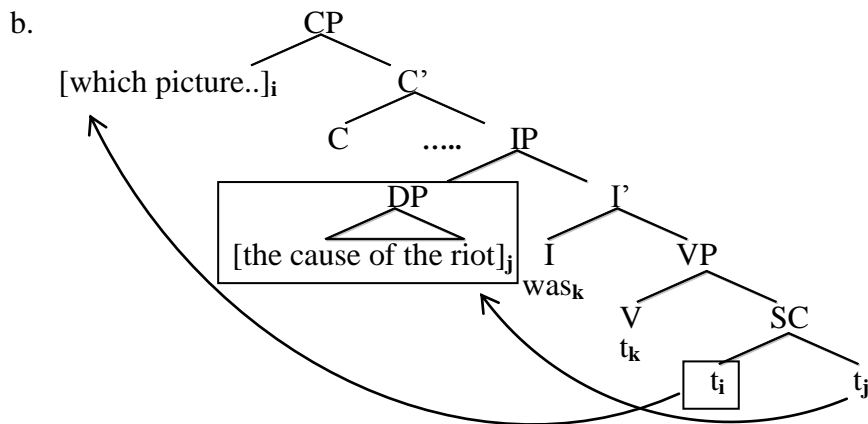 b.
CP
[which picture..]i C’
C ….. IP
DP I’
[the cause of the riot]j I VP
wask
V SC
tk
ti tj